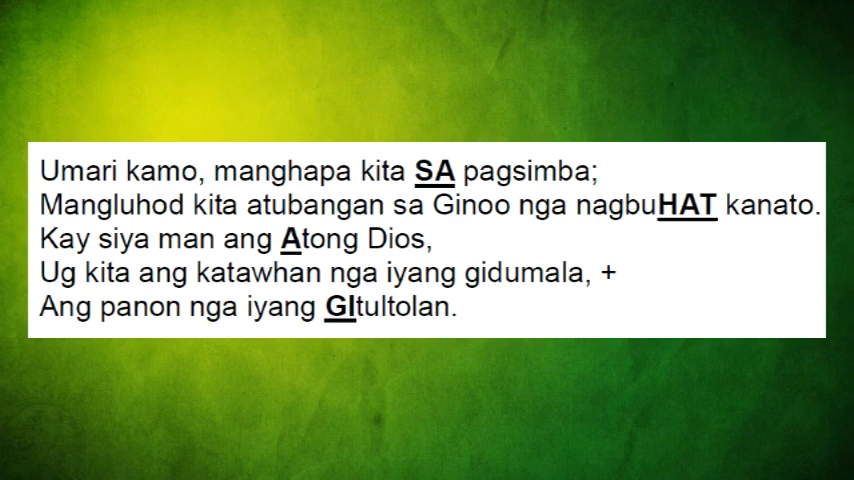 Umari kamo, manghapa kita SA pagsimba;
Mangluhod kita atubangan sa Ginoo nga nagbuHAT kanato.
Kay siya man ang Atong Dios,
Ug kita ang katawhan nga iyang gidumala, +
Ang panon nga iyang GItultolan.